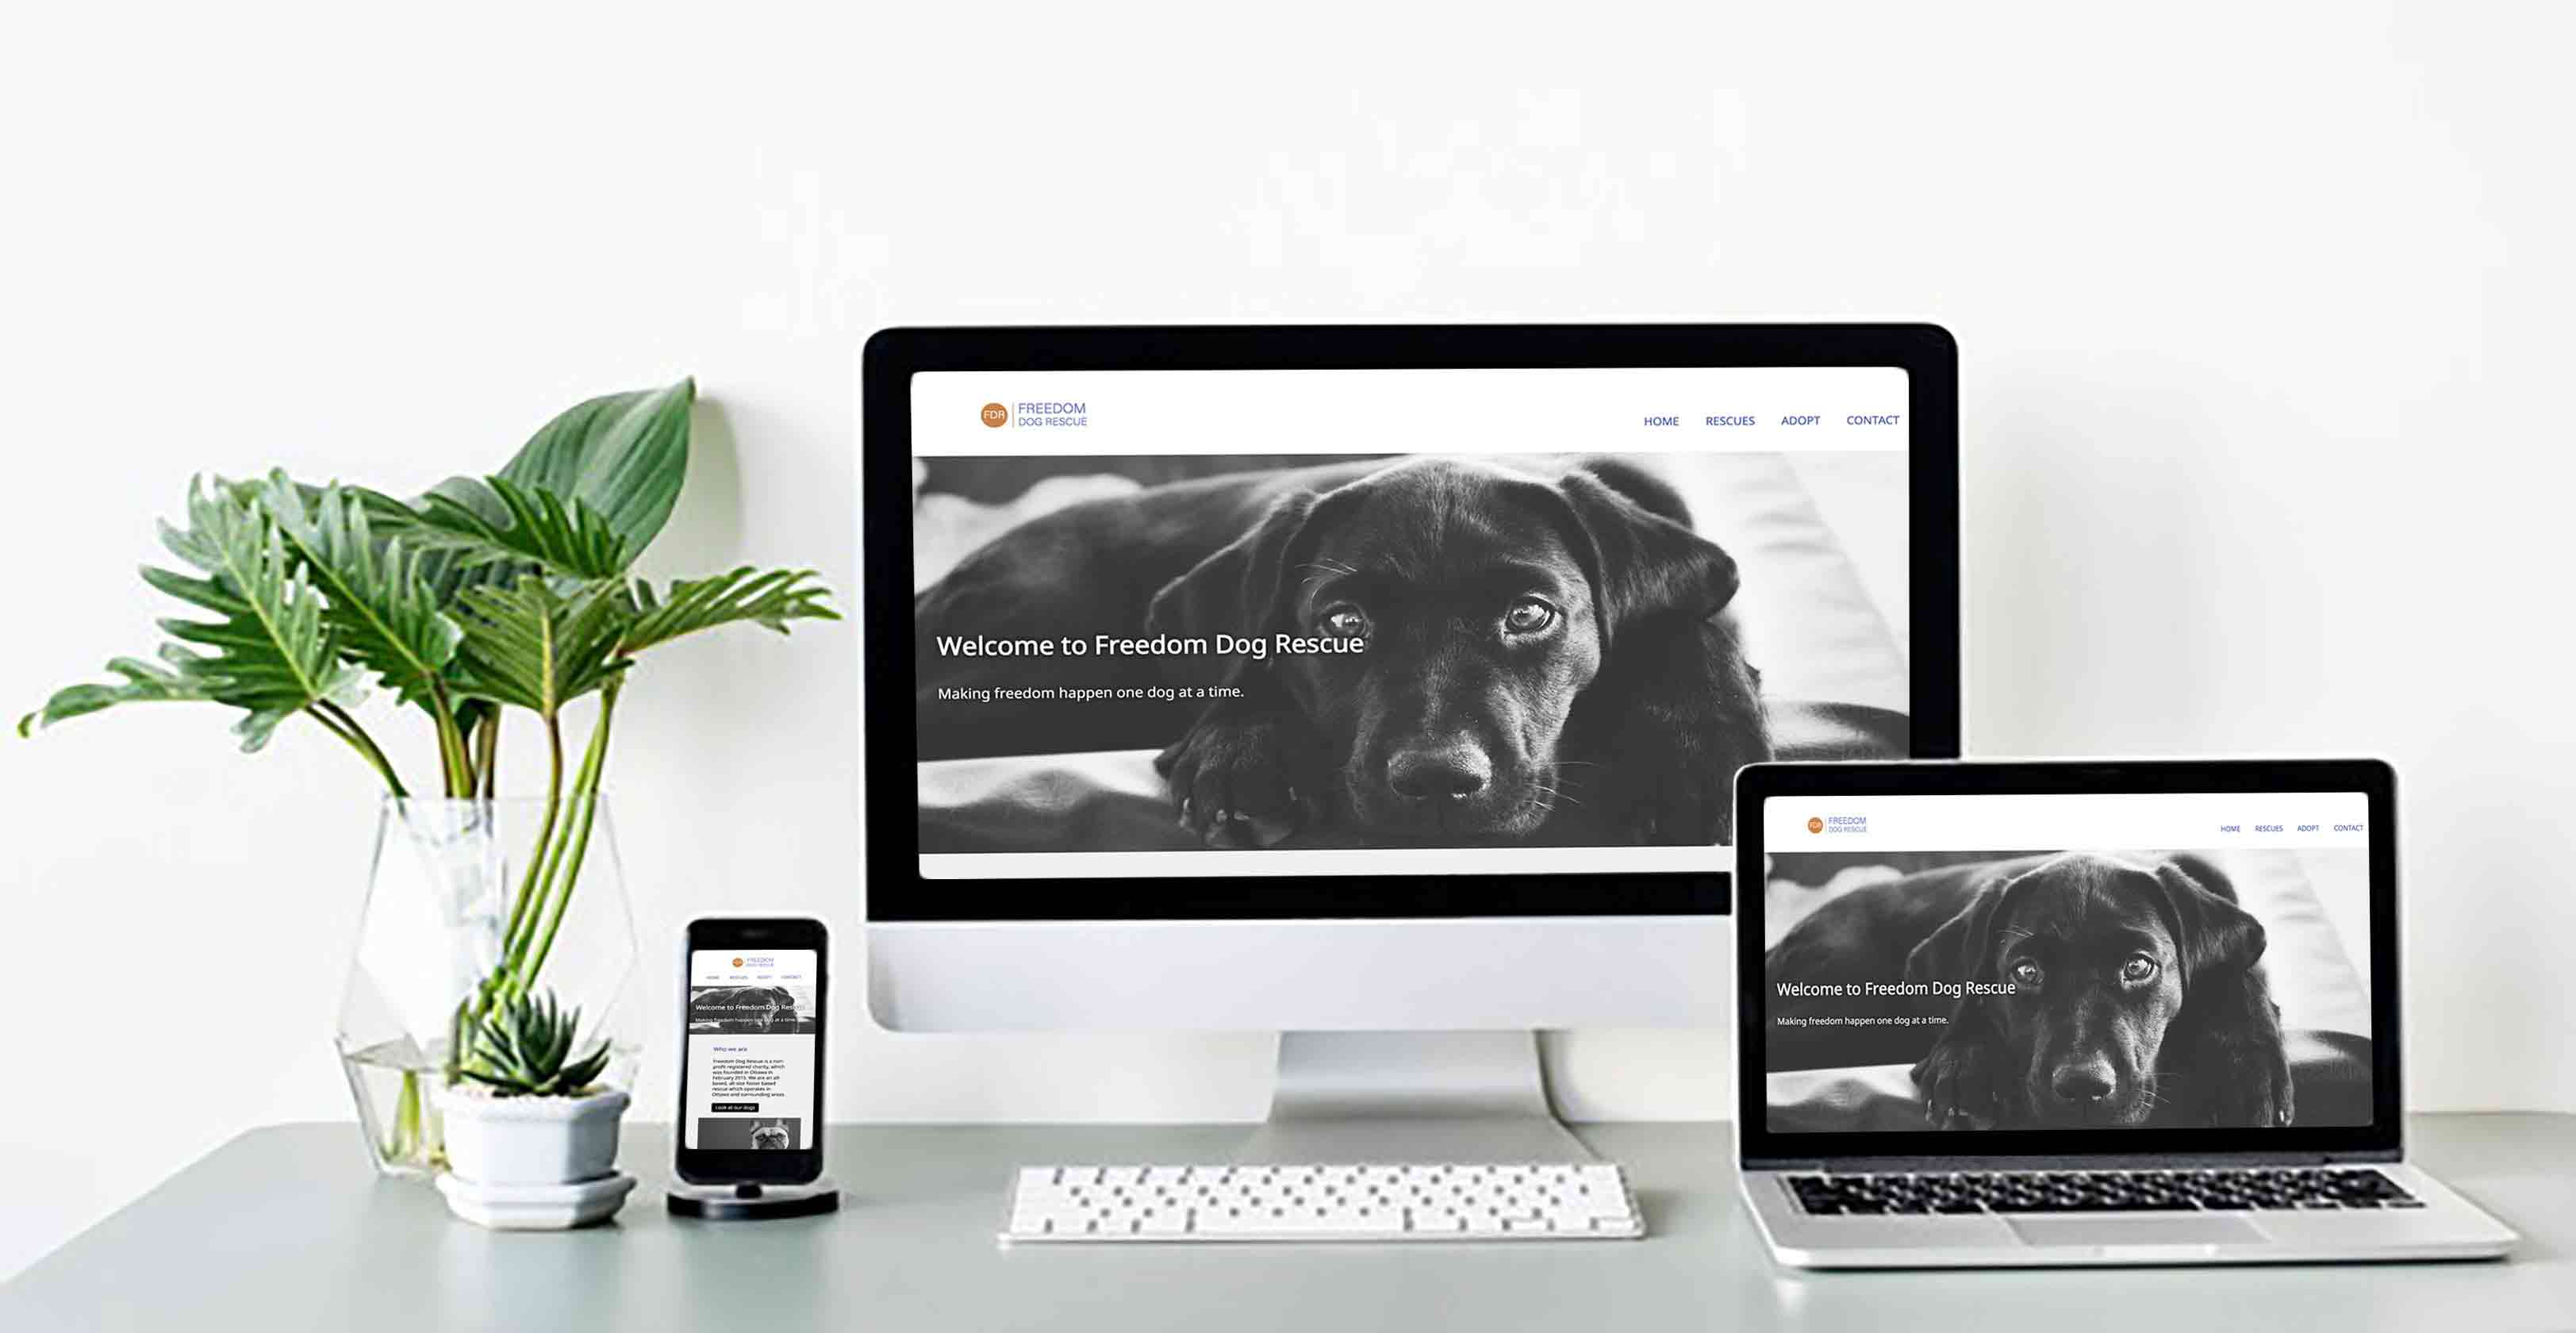 FDR
FREEDOM
DOG RESCUE
HOME RESCUES ADOPT CONTACT
Welcome to Freedom Dog Rescue
Making freedom happen one dog at a time.
FDR
FREEDOM
DOG RESCUE
HOME RESCUES ADOPT CONTACT
Welcome to Freedom Dog Rescue
Making freedom happen one dog at a time.
FDR
FREEDOM
DOG RESCUE
HOME RESCUES ADOPT CONTACT
Welcome to Freedom Dog Rescue
Making freedom happen one dog at a time.
Who we are
Freedom Dog Rescue is a non-
profit registered charity, which
was founded in Ottawa in
February 2015. We are an all-
breed, all-size foster based
rescue which operates in
Ottawa and surrounding areas.
Look at our dogs